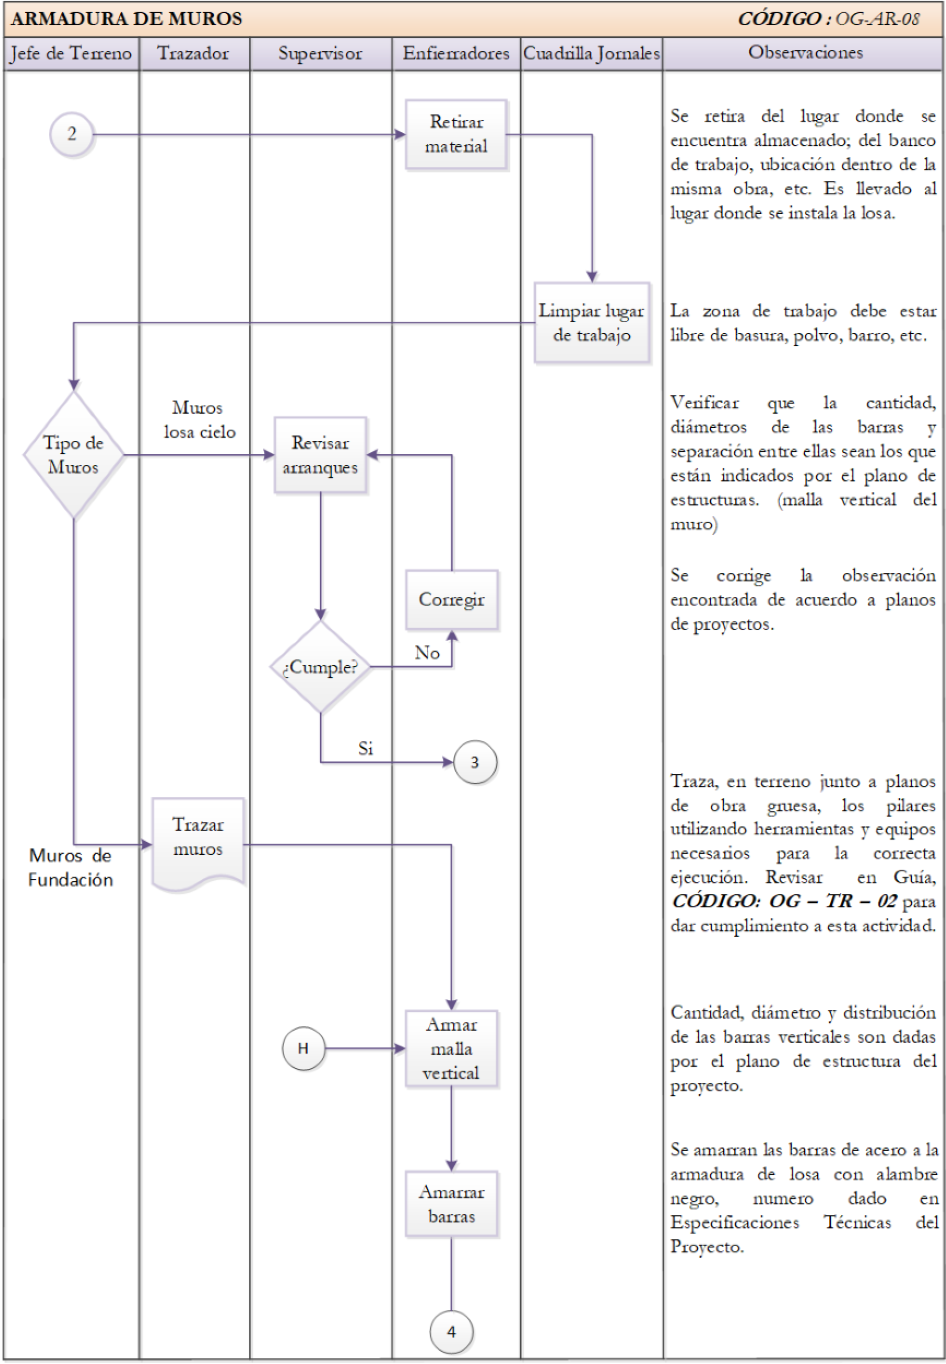 ARMADURA DE MUROS
CÓDIGO : OG-AR-08
Jefe de Terreno
Trazador
Supervisor
Enfierradores
Cuadrilla Jornales
Observaciones
2
Retirar
material
Se retira del lugar donde se
encuentra almacenado; del banco
de trabajo, ubicación dentro de la
misma obra, etc. Es llevado al
lugar donde se instala la losa.
Limpiar lugar
de trabajo
La zona de trabajo debe estar
libre de basura, polvo, barro, etc.
Tipo de
Muros
Muros
losa cielo
Revisar
arranques
Verificar que la cantidad,
diámetros de las barras y
separación entre ellas sean los que
están indicados por el plano de
estructuras. (malla vertical del
muro)
Corregir
Se corrige la observación
encontrada de acuerdo a planos
de proyectos.
¿Cumple?
No
Si
3
Muros de
Fundación
Trazar
muros
Traza, en terreno junto a planos
de obra gruesa, los pilares
utilizando herramientas y equipos
necesarios para la correcta
ejecución. Revisar en Guía,
CÓDIGO: OG – TR – 02 para
dar cumplimiento a esta actividad.
H
Armar
malla
vertical
Cantidad, diámetro y distribución
de las barras verticales son dadas
por el plano de estructura del
proyecto.
Amarrar
barras
Se amarran las barras de acero a la
armadura de losa con alambre
negro, numero dado en
Especificaciones Técnicas del
Proyecto.
4